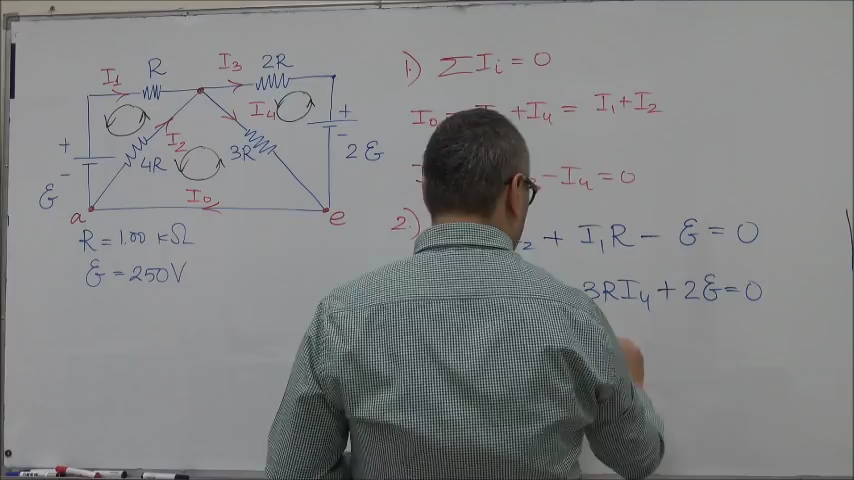 I₁ R I₃ 2R
+ I₂ 4R I₄ 3R +
- - 2ℰ
ℰ I₀
a e
R = 1.00 kΩ
ℰ = 250V
1.) ΣIᵢ = 0
I₀ + I₄ = I₁ + I₂
- I₄ = 0
2.) + I₁R - ℰ = 0
3RI₄ + 2ℰ = 0